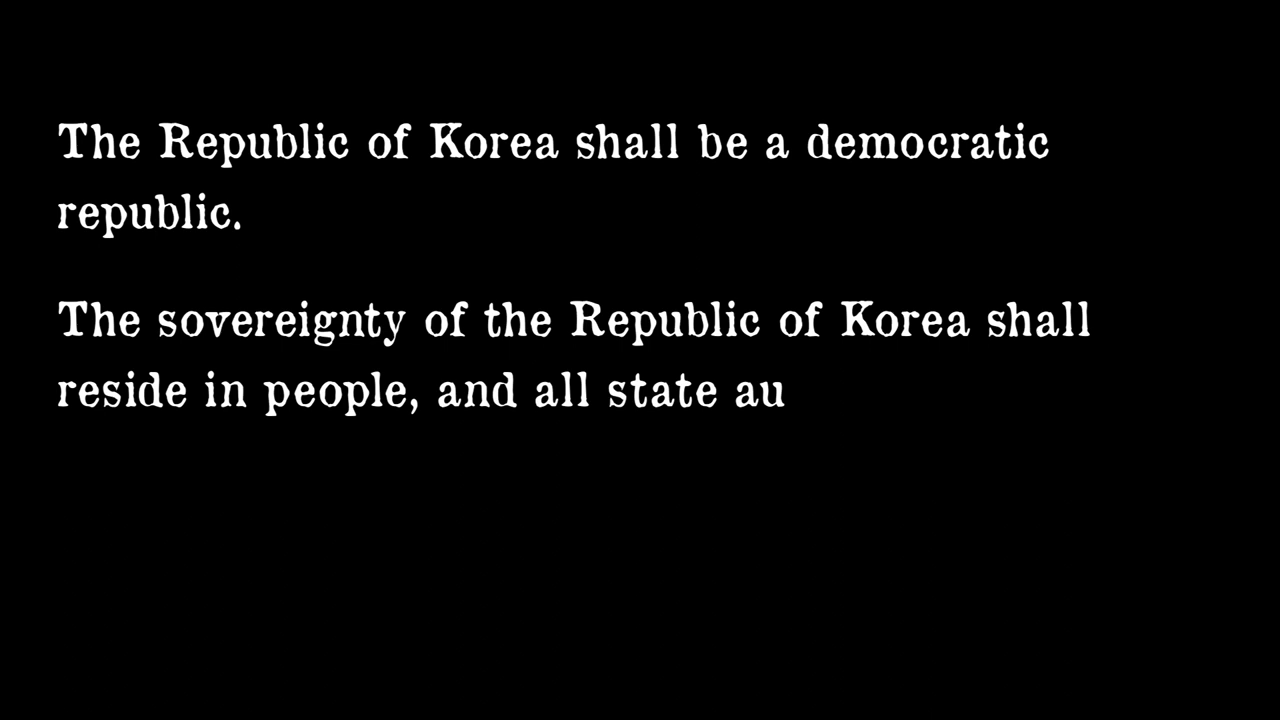 The Republic of Korea shall be a democratic
republic.
The sovereignty of the Republic of Korea shall
reside in people, and all state au